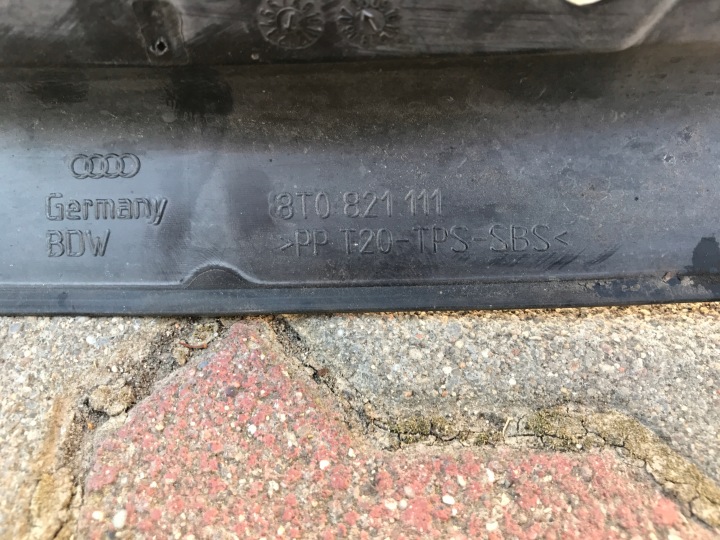 Germany
BDW
8T0 821 111
>PP T20-TPS-SBS<